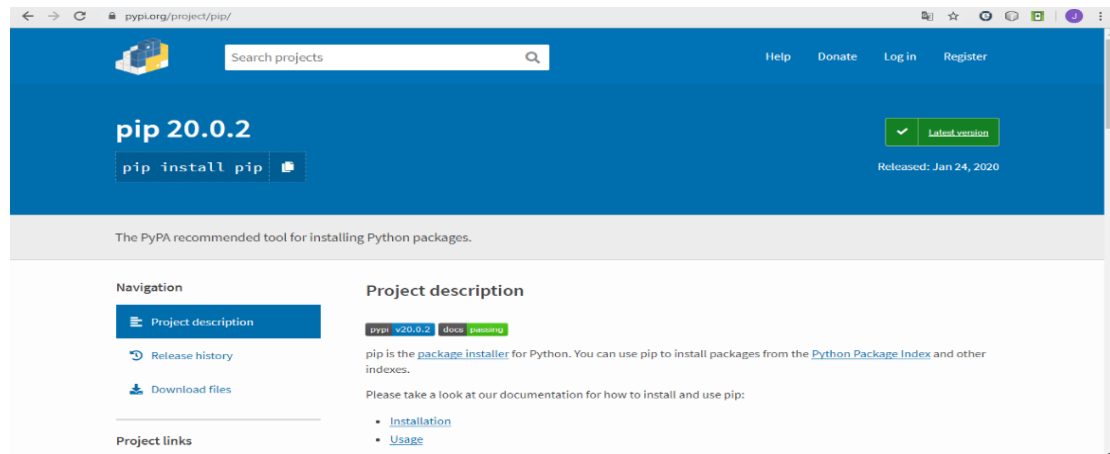 pypi.org/project/pip/
J
Search projects
Help Donate Log in Register
pip 20.0.2
pip install pip
Latest version
Released: Jan 24, 2020
The PyPA recommended tool for installing Python packages.
Navigation
Project description
Release history
Download files
Project links
Project description
pypi v20.0.2 docs passing
pip is the package installer for Python. You can use pip to install packages from the Python Package Index and other
indexes.
Please take a look at our documentation for how to install and use pip:
Installation
Usage